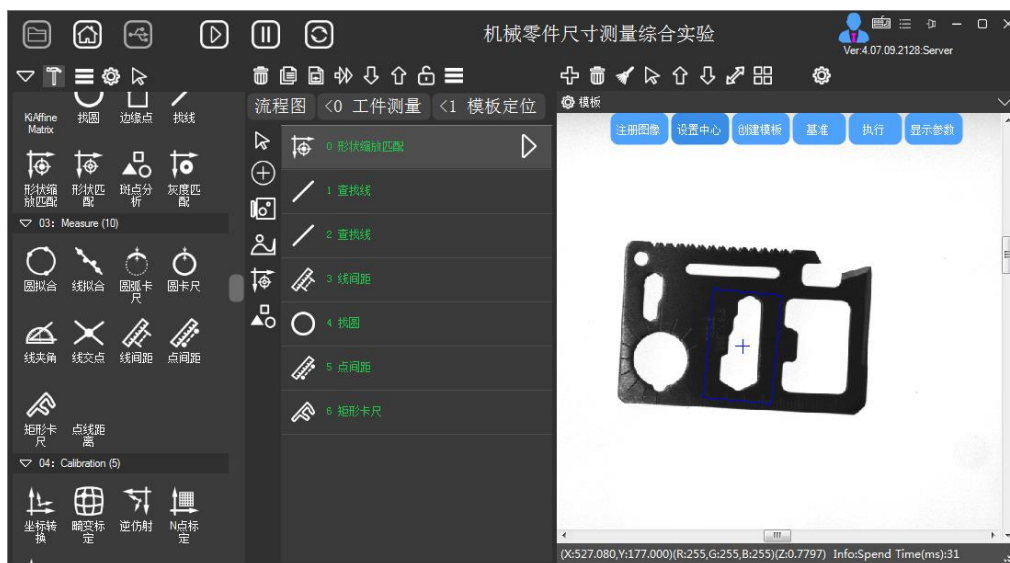 机械零件尺寸测量综合实验
Ver:4.07.09.2128:Server
KiAffine Matrix 找圆 边缘点 找线
形状缩放匹配 形状匹配 斑点分析 灰度匹配
03: Measure (10)
圆拟合 线拟合 圆弧卡尺 圆卡尺
线夹角 线交点 线间距 点间距
矩形卡尺 点线距离
04: Calibration (5)
坐标转换 畸变标定 逆仿射 N点标定
流程图 <0 工件测量 <1 模板定位
0 形状缩放匹配
1 查找线
2 查找线
3 线间距
4 找圆
5 点间距
6 矩形卡尺
模板
注册图像 设置中心 创建模板 基准 执行 显示参数
(X:527.080,Y:177.000)(R:255,G:255,B:255)(Z:0.7797) Info:Spend Time(ms):31